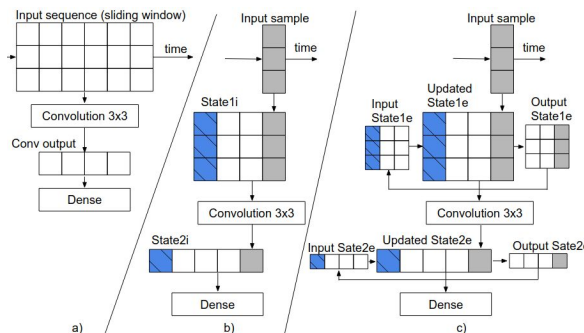 Input sequence (sliding window)
time
Convolution 3x3
Conv output
Dense
a)
Input sample
time
State1i
Convolution 3x3
State2i
Dense
b)
Input sample
time
Input
State1e
Updated
State1e
Output
State1e
Convolution 3x3
Input Sate2e
Updated State2e
Output Sate2e
Dense
c)